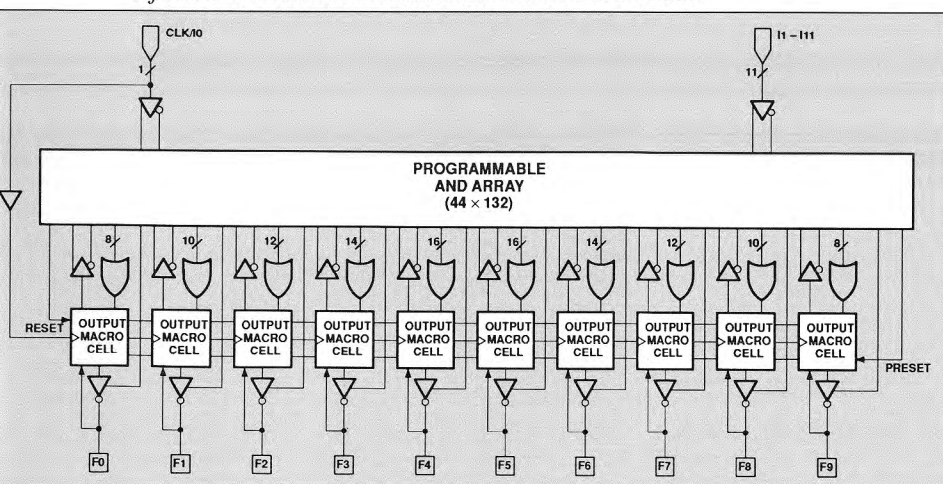 CLK/I0
I1 – I11
1
11
PROGRAMMABLE
AND ARRAY
(44 × 132)
8
10
12
14
16
16
14
12
10
8
RESET
OUTPUT
MACRO
CELL
OUTPUT
MACRO
CELL
OUTPUT
MACRO
CELL
OUTPUT
MACRO
CELL
OUTPUT
MACRO
CELL
OUTPUT
MACRO
CELL
OUTPUT
MACRO
CELL
OUTPUT
MACRO
CELL
OUTPUT
MACRO
CELL
OUTPUT
MACRO
CELL
PRESET
F0
F1
F2
F3
F4
F5
F6
F7
F8
F9